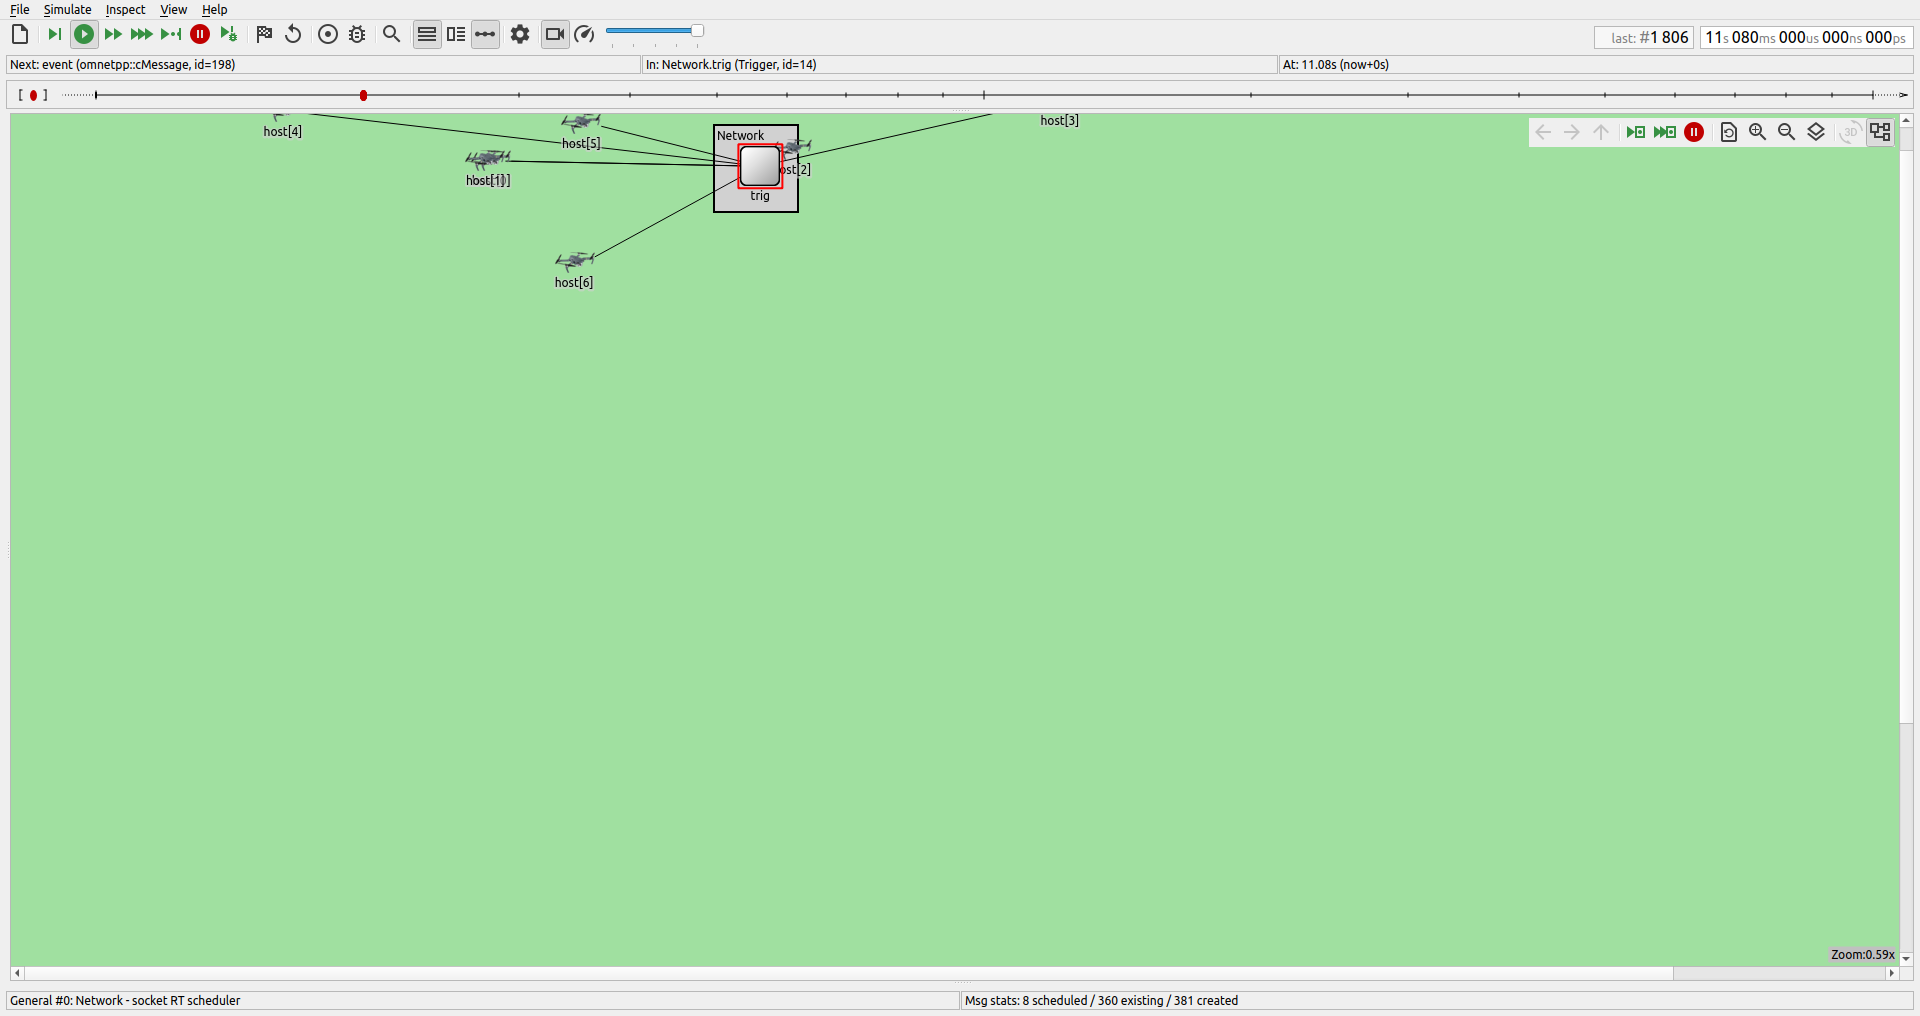 File Simulate Inspect View Help
last: #1 806 11s 080ms 000us 000ns 000ps
Next: event (omnetpp::cMessage, id=198) In: Network.trig (Trigger, id=14) At: 11.08s (now+0s)
[ ]
host[4]
host[5]
host[3]
Network
3D
host[1]
ost[2]
trig
host[6]
Zoom:0.59x
General #0: Network - socket RT scheduler Msg stats: 8 scheduled / 360 existing / 381 created